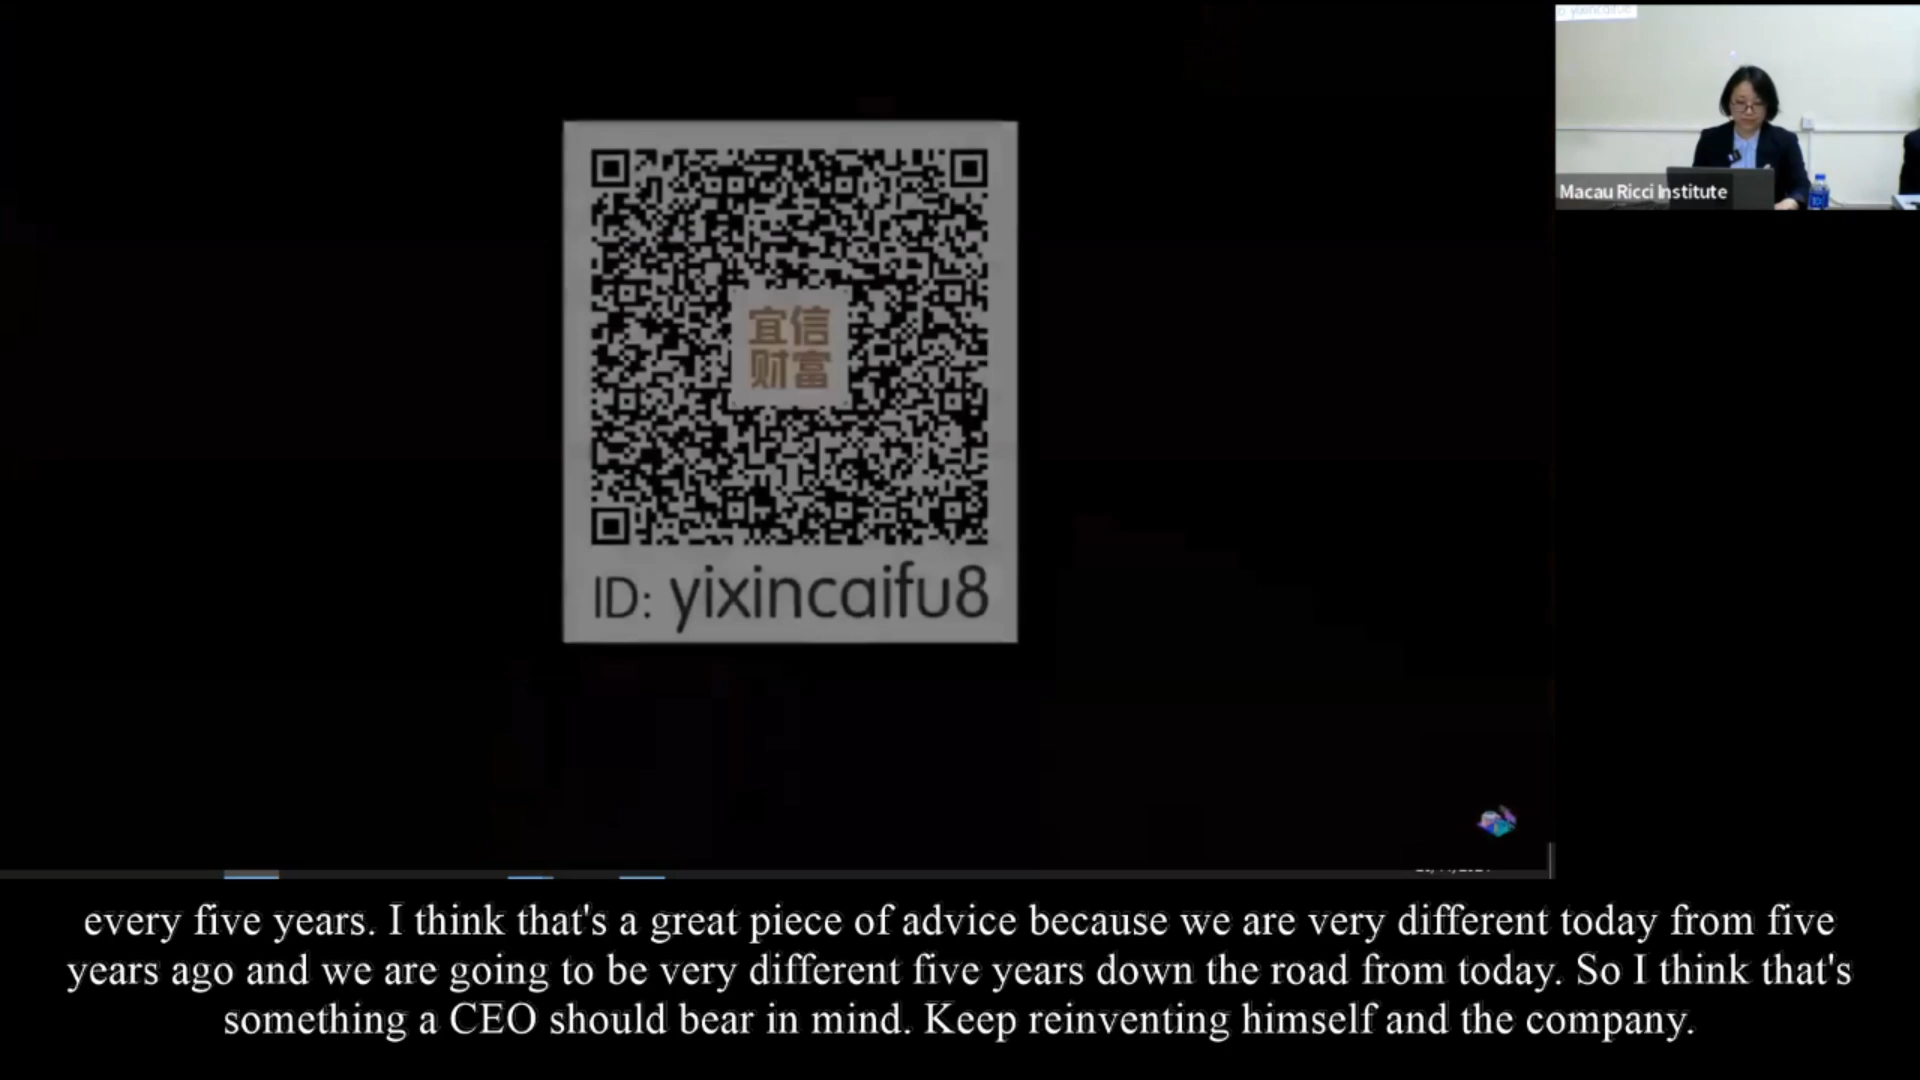 宜信
财富
ID: yixincaifu8
Macau Ricci Institute
every five years. I think that's a great piece of advice because we are very different today from five
years ago and we are going to be very different five years down the road from today. So I think that's
something a CEO should bear in mind. Keep reinventing himself and the company.